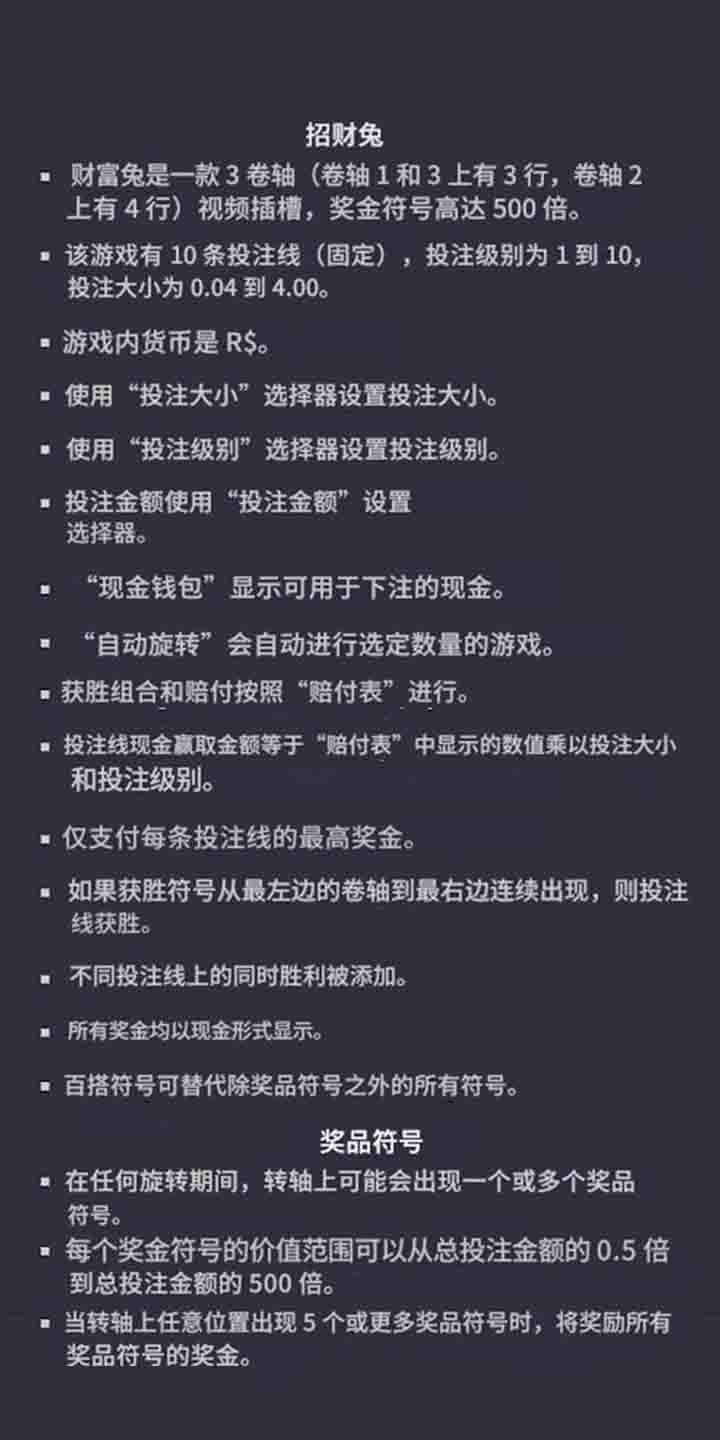 招财兔
▪ 财富兔是一款 3 卷轴（卷轴 1 和 3 上有 3 行，卷轴 2
上有 4 行）视频插槽，奖金符号高达 500 倍。
▪ 该游戏有 10 条投注线（固定），投注级别为 1 到 10，
投注大小为 0.04 到 4.00。
▪ 游戏内货币是 R$。
▪ 使用“投注大小”选择器设置投注大小。
▪ 使用“投注级别”选择器设置投注级别。
▪ 投注金额使用“投注金额”设置
选择器。
▪ “现金钱包”显示可用于下注的现金。
▪ “自动旋转”会自动进行选定数量的游戏。
▪ 获胜组合和赔付按照“赔付表”进行。
▪ 投注线现金赢取金额等于“赔付表”中显示的数值乘以投注大小
和投注级别。
▪ 仅支付每条投注线的最高奖金。
▪ 如果获胜符号从最左边的卷轴到最右边连续出现，则投注
线获胜。
▪ 不同投注线上的同时胜利被添加。
▪ 所有奖金均以现金形式显示。
▪ 百搭符号可替代除奖品符号之外的所有符号。
奖品符号
▪ 在任何旋转期间，转轴上可能会出现一个或多个奖品
符号。
▪ 每个奖金符号的价值范围可以从总投注金额的 0.5 倍
到总投注金额的 500 倍。
▪ 当转轴上任意位置出现 5 个或更多奖品符号时，将奖励所有
奖品符号的奖金。